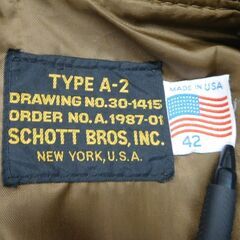 TYPE A-2
DRAWING NO.30-1415
ORDER NO.A.1987-01
SCHOTT BROS, INC.
NEW YORK, U.S.A.
MADE IN USA
42